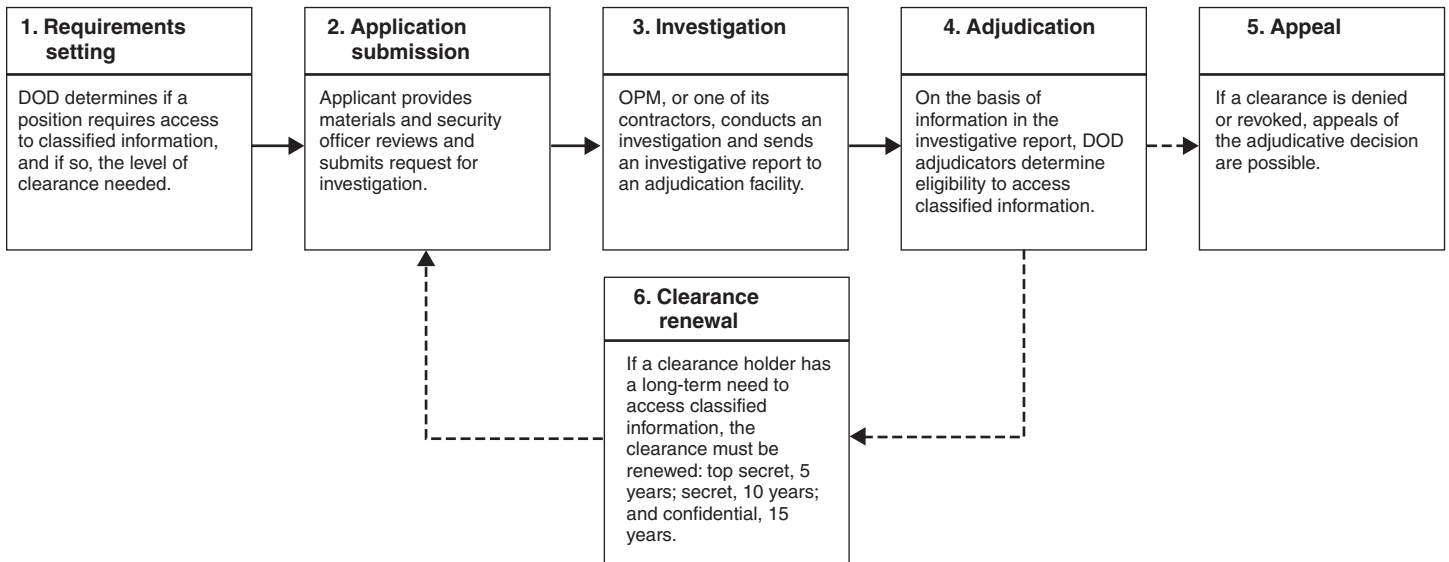 1. Requirements
setting
DOD determines if a
position requires access
to classified information,
and if so, the level of
clearance needed.
2. Application
submission
Applicant provides
materials and security
officer reviews and
submits request for
investigation.
3. Investigation
OPM, or one of its
contractors, conducts an
investigation and sends
an investigative report to
an adjudication facility.
4. Adjudication
On the basis of
information in the
investigative report, DOD
adjudicators determine
eligibility to access
classified information.
5. Appeal
If a clearance is denied
or revoked, appeals of
the adjudicative decision
are possible.
6. Clearance
renewal
If a clearance holder has
a long-term need to
access classified
information, the
clearance must be
renewed: top secret, 5
years; secret, 10 years;
and confidential, 15
years.